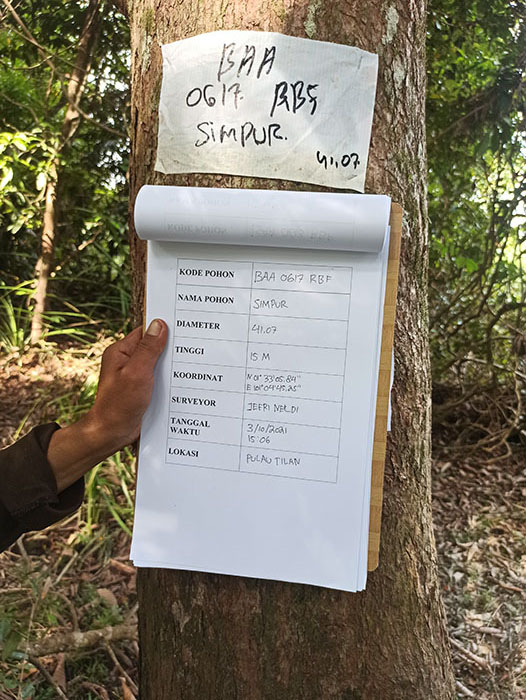 BAA
0617 RBF
SIMPUR.
41.07
KODE POHON BAA 0617 RBF
NAMA POHON SIMPUR
DIAMETER 41.07
TINGGI 15 M
KOORDINAT N 01° 33'05.84"
E 101° 04'45.25"
SURVEYOR JEFRI NELDI
TANGGAL 3/10/2021
WAKTU 15:06
LOKASI PULAU TILAN